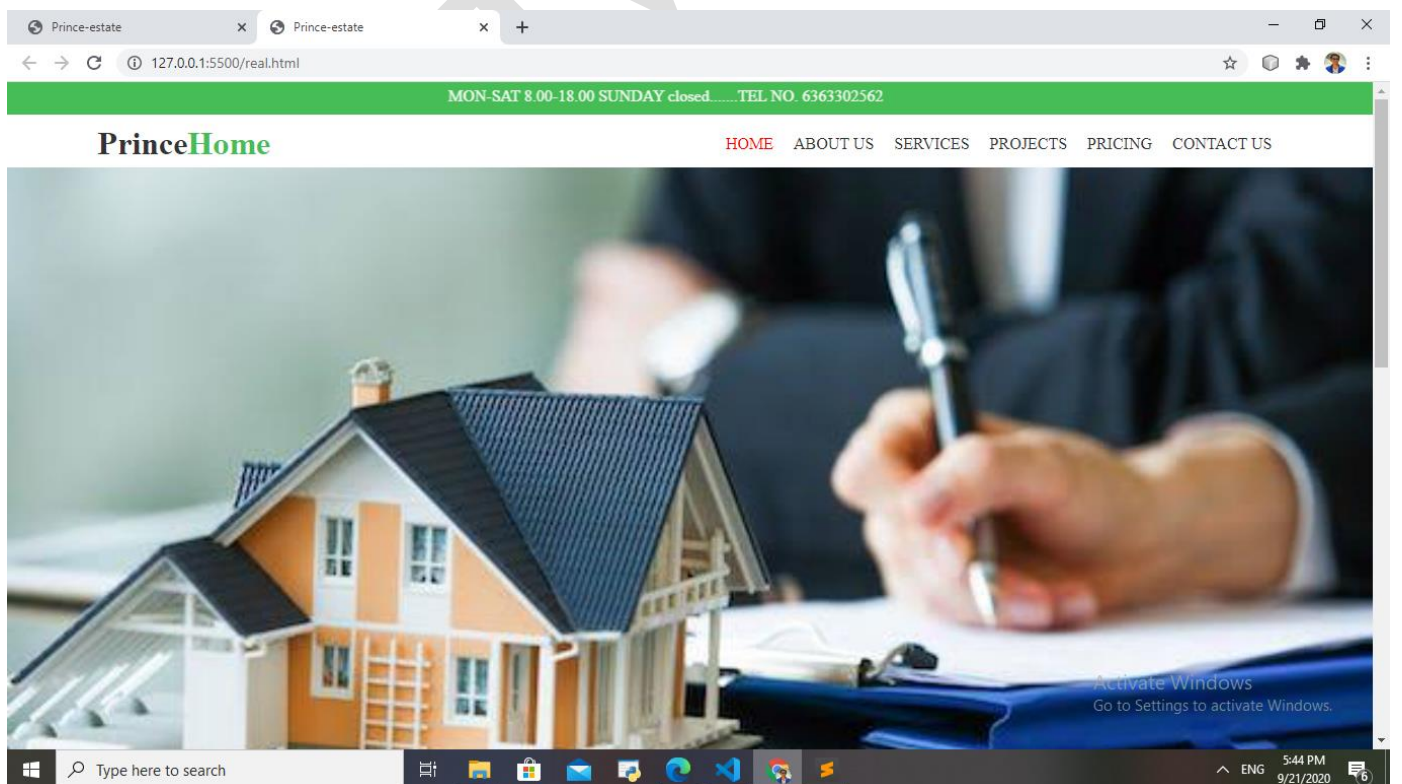 Prince-estate
Prince-estate
127.0.0.1:5500/real.html
MON-SAT 8.00-18.00 SUNDAY closed.......TEL NO. 6363302562
PrinceHome
HOME ABOUT US SERVICES PROJECTS PRICING CONTACT US
Activate Windows
Go to Settings to activate Windows.
Type here to search
ENG
5:44 PM
9/21/2020
6